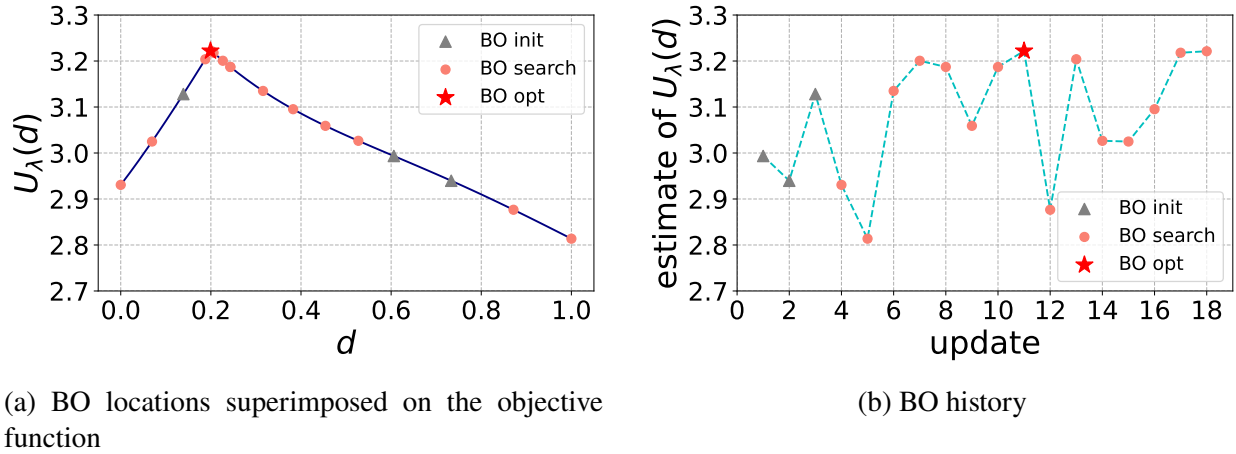 3.3
3.2
3.1
3.0
2.9
2.8
2.7
U_λ(d)
BO init
BO search
BO opt
0.0 0.2 0.4 0.6 0.8 1.0
d
3.3
3.2
3.1
3.0
2.9
2.8
2.7
estimate of U_λ(d)
BO init
BO search
BO opt
0 2 4 6 8 10 12 14 16 18
update
(a) BO locations superimposed on the objective
function
(b) BO history